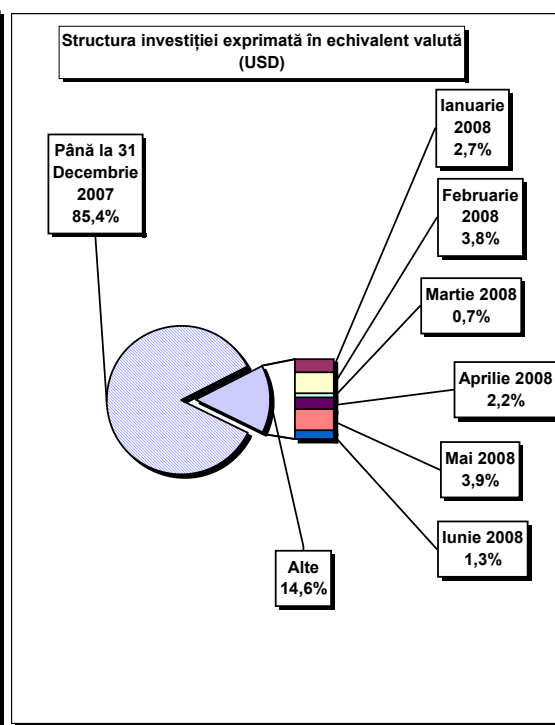 Structura investiției exprimată în echivalent valută
(USD)
Până la 31
Decembrie
2007
85,4%
Ianuarie
2008
2,7%
Februarie
2008
3,8%
Martie 2008
0,7%
Aprilie 2008
2,2%
Mai 2008
3,9%
Iunie 2008
1,3%
Alte
14,6%